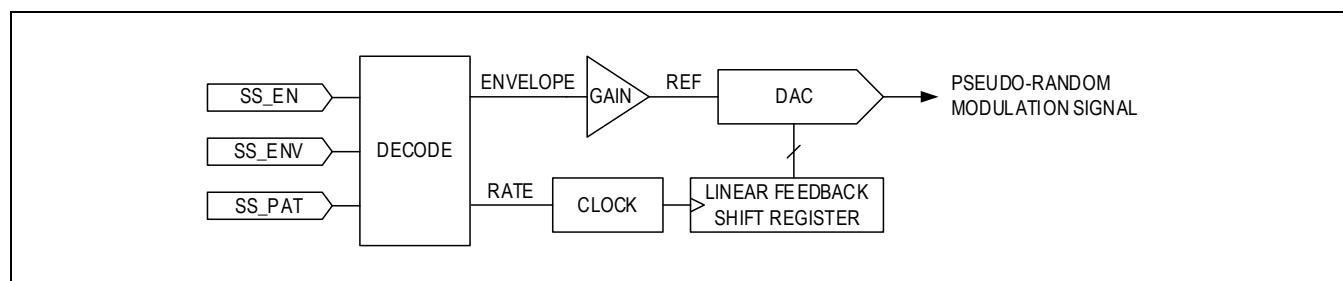 SS_EN
SS_ENV
SS_PAT
DECODE
ENVELOPE
GAIN
REF
DAC
PSEUDO-RANDOM
MODULATION SIGNAL
RATE
CLOCK
LINEAR FEEDBACK
SHIFT REGISTER